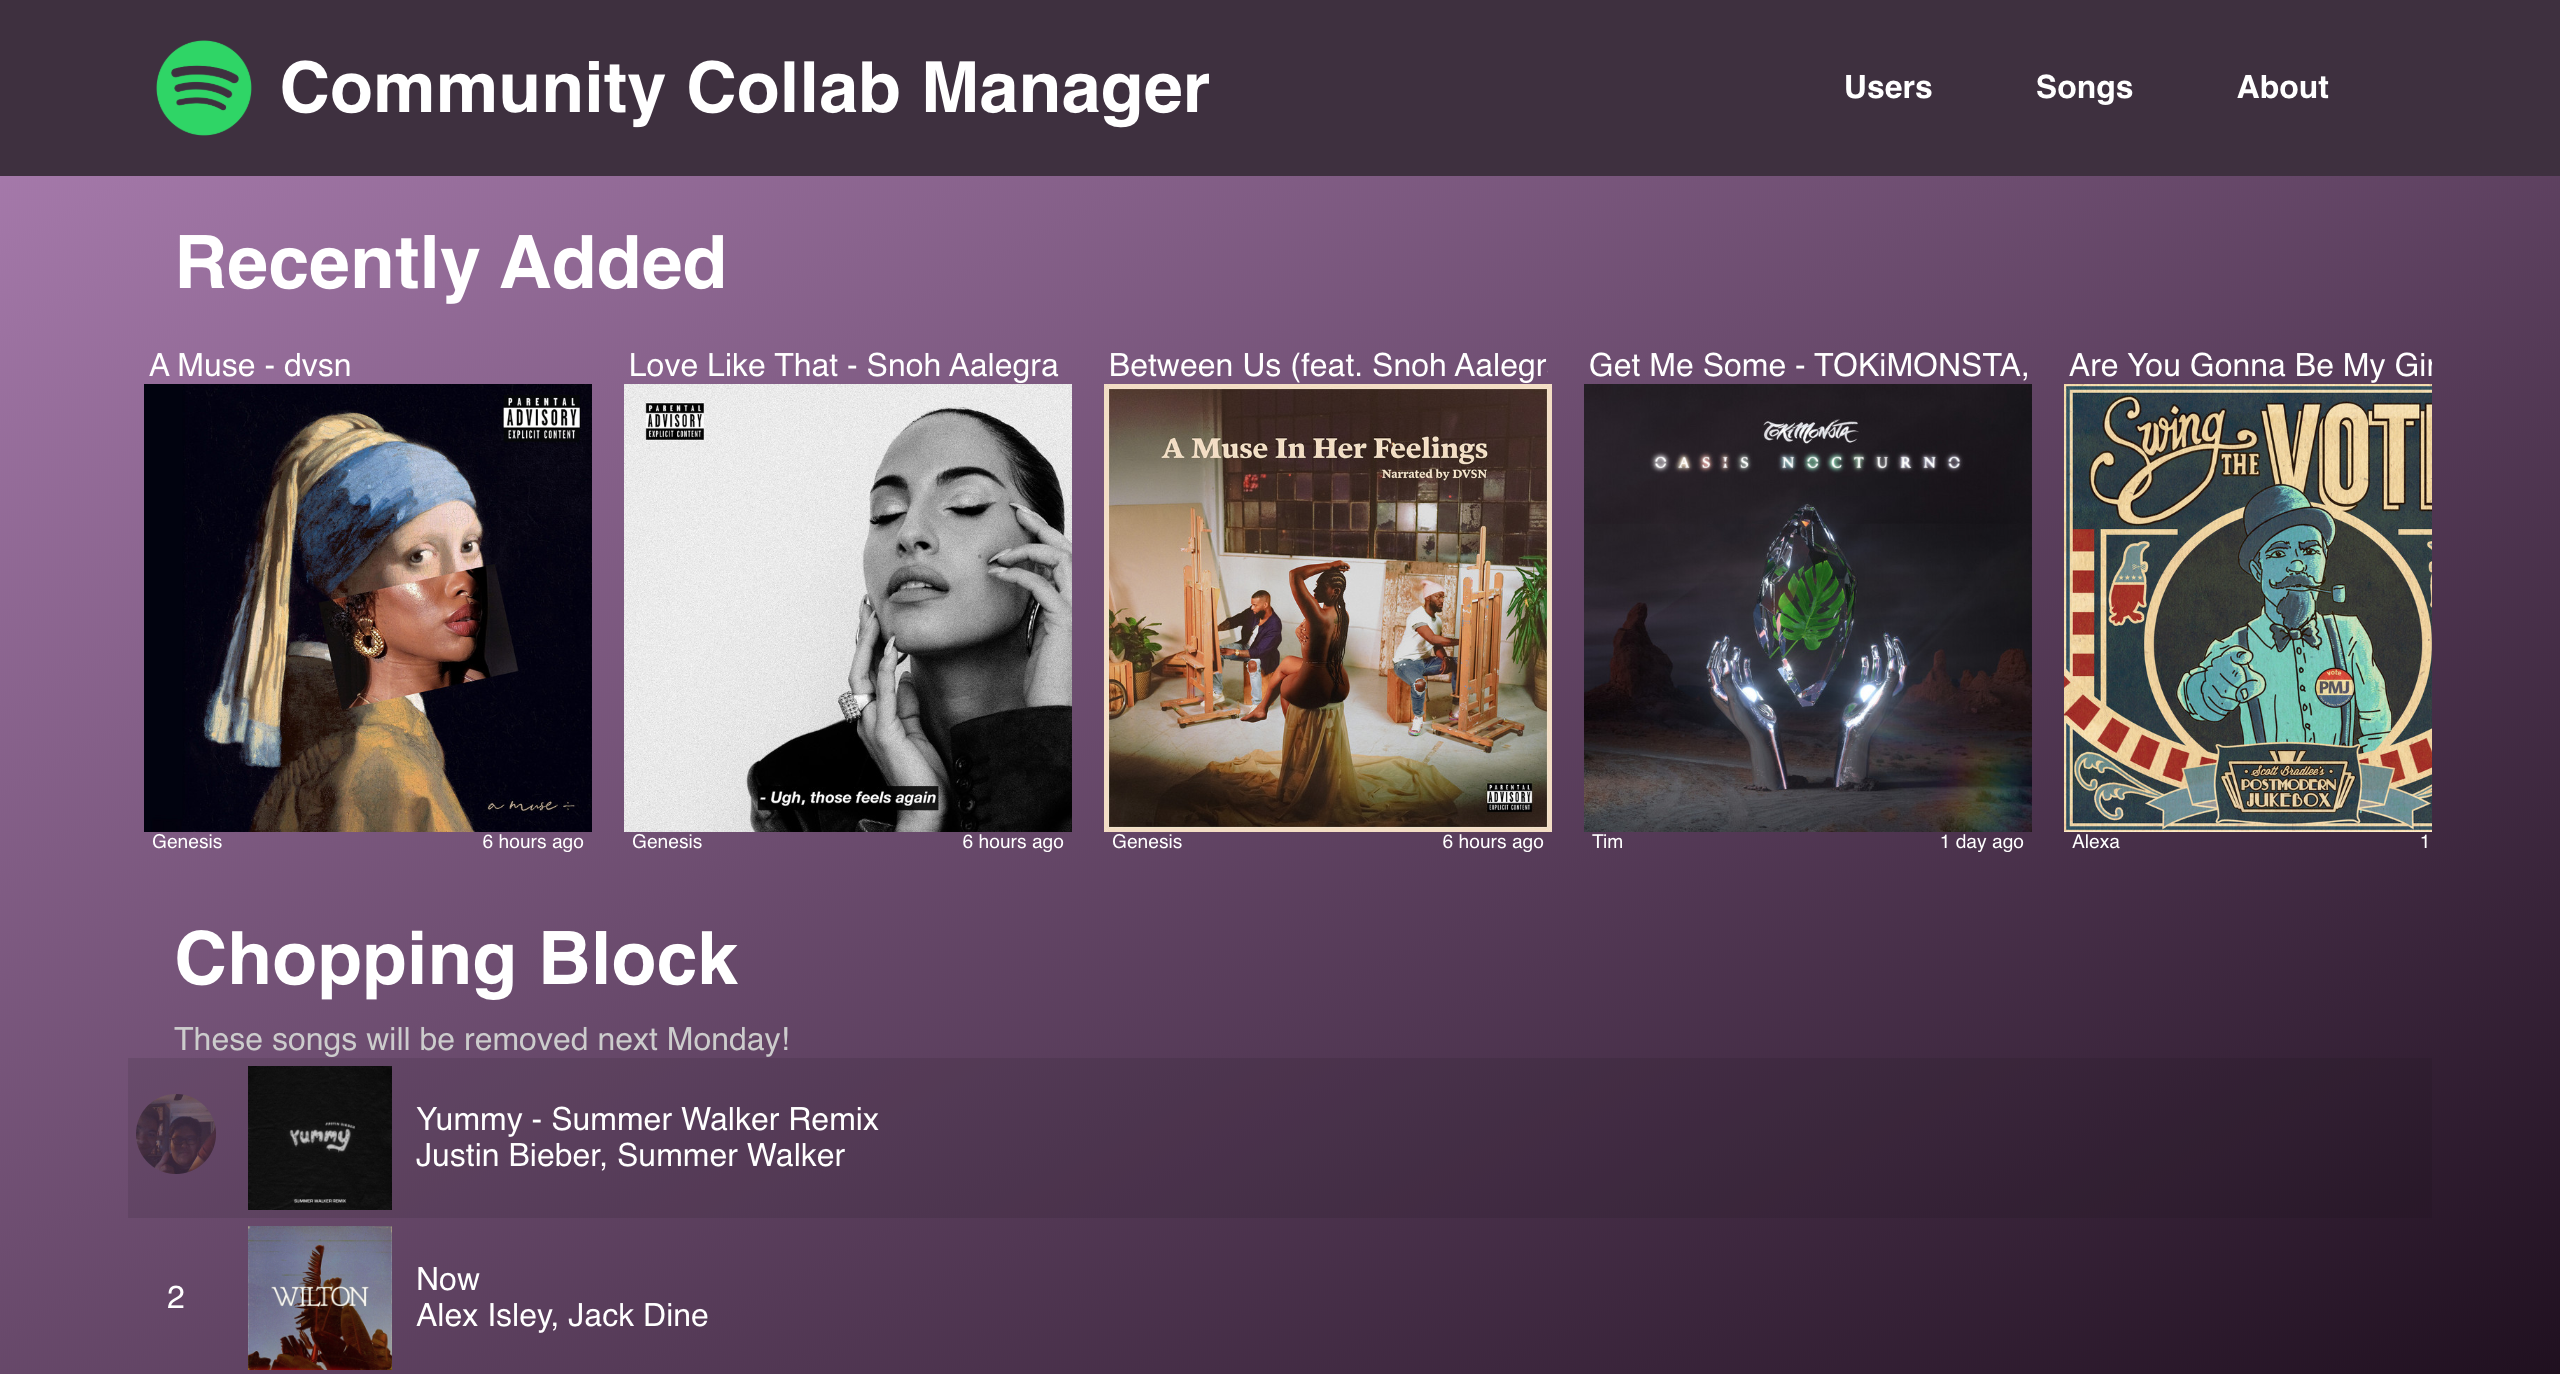 Community Collab Manager
Users
Songs
About
Recently Added
A Muse - dvsn
Love Like That - Snoh Aalegra
Between Us (feat. Snoh Aalegr
Get Me Some - TOKiMONSTA,
Are You Gonna Be My Gir
PARENTAL
ADVISORY
EXPLICIT CONTENT
a muse ÷
PARENTAL
ADVISORY
EXPLICIT CONTENT
- Ugh, those feels again
A Muse In Her Feelings
Narrated by DVSN
PARENTAL
ADVISORY
EXPLICIT CONTENT
TOKiMONSTA
OASIS NOCTURNO
Swing
THE VOT
vote
PMJ
Scott Bradlee's
POSTMODERN
JUKEBOX
Genesis
6 hours ago
Genesis
6 hours ago
Genesis
6 hours ago
Tim
1 day ago
Alexa
1
Chopping Block
These songs will be removed next Monday!
yummy
SUMMER WALKER REMIX
Yummy - Summer Walker Remix
Justin Bieber, Summer Walker
2
WILTON
Now
Alex Isley, Jack Dine